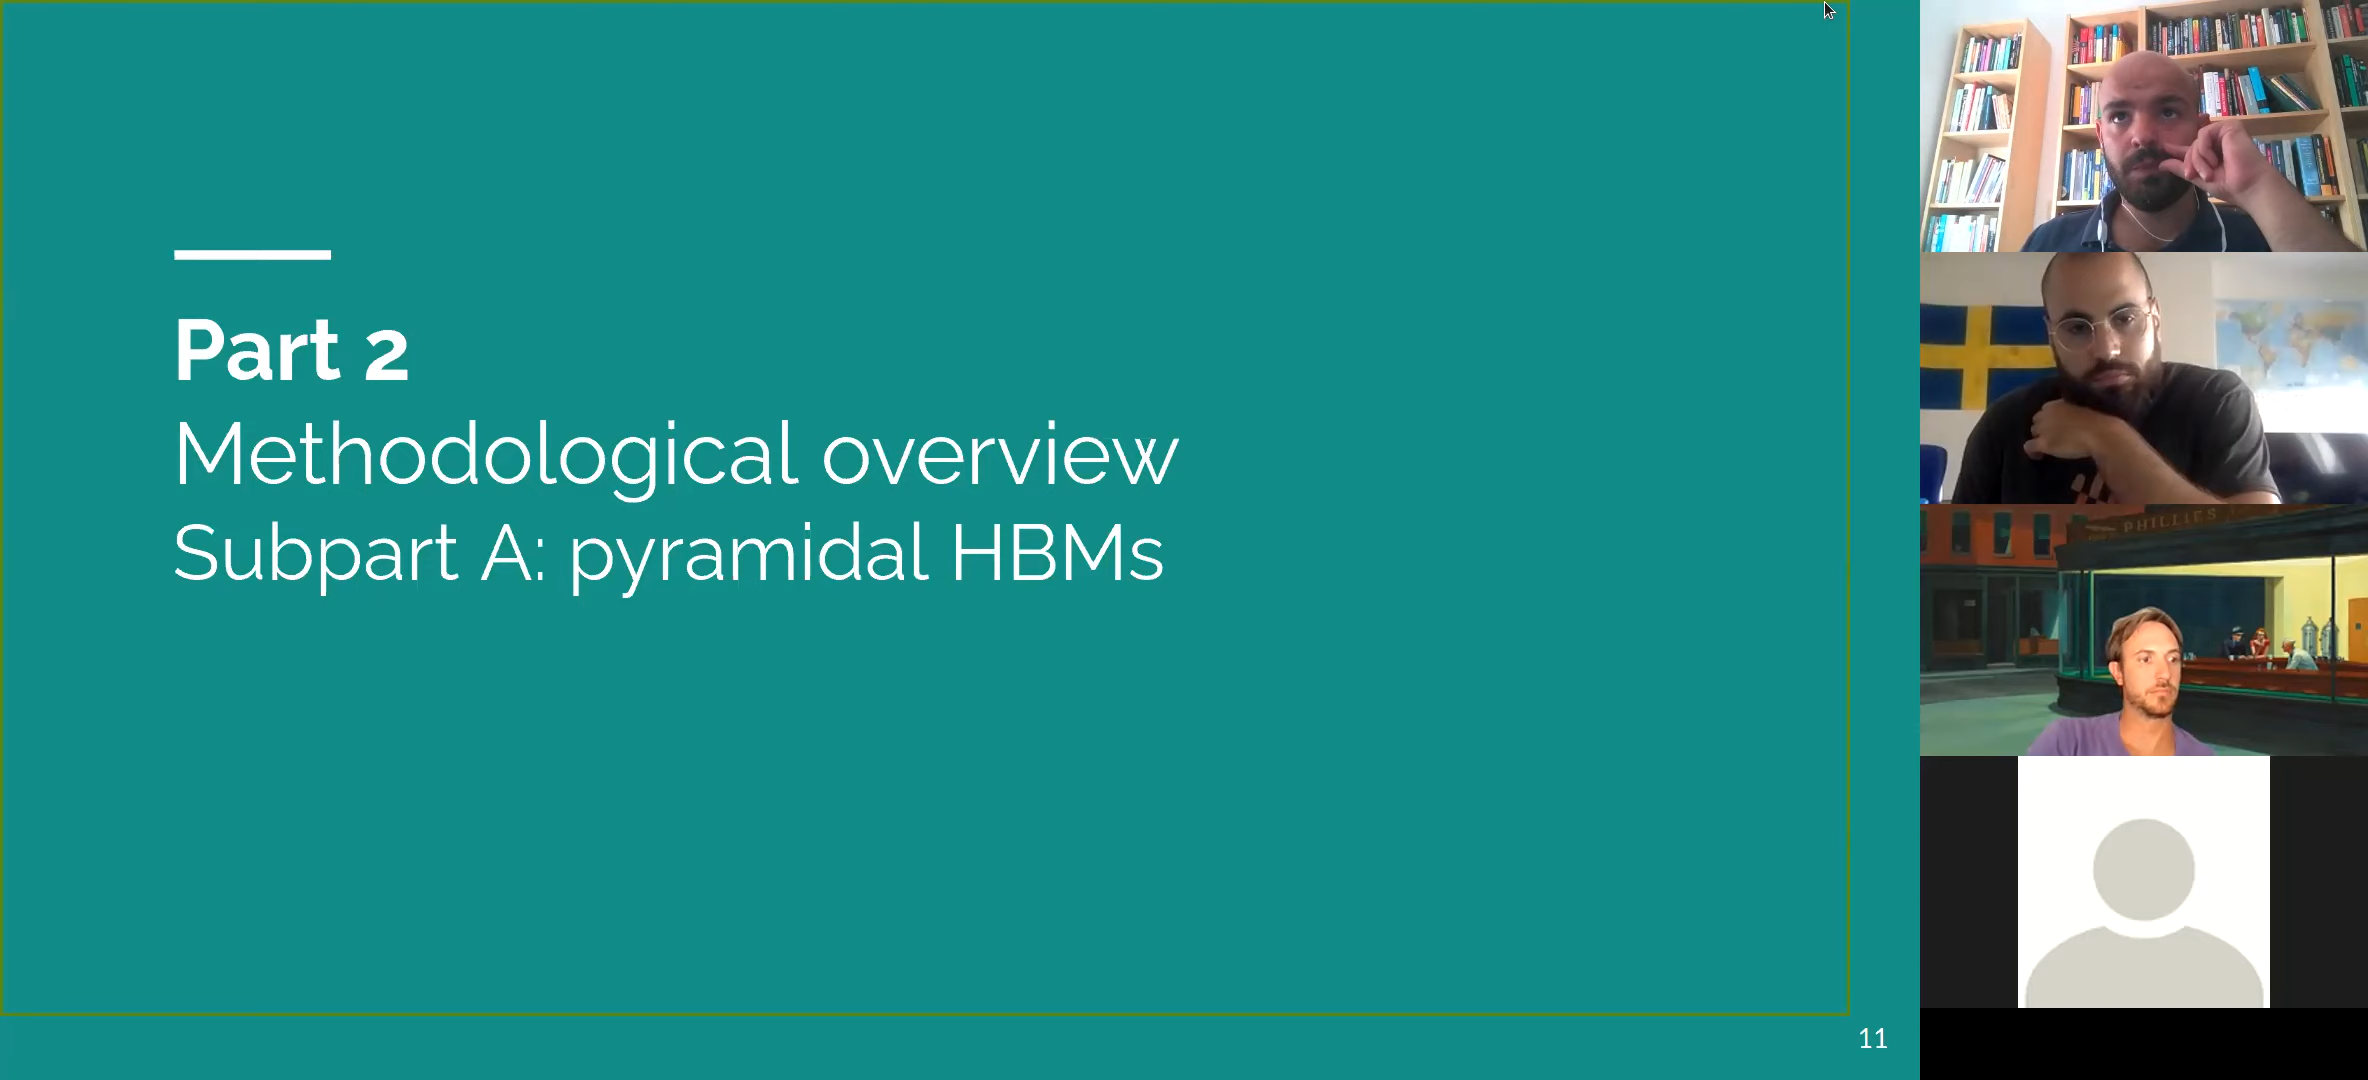 Part 2
Methodological overview
Subpart A: pyramidal HBMs
11
PHILLIES